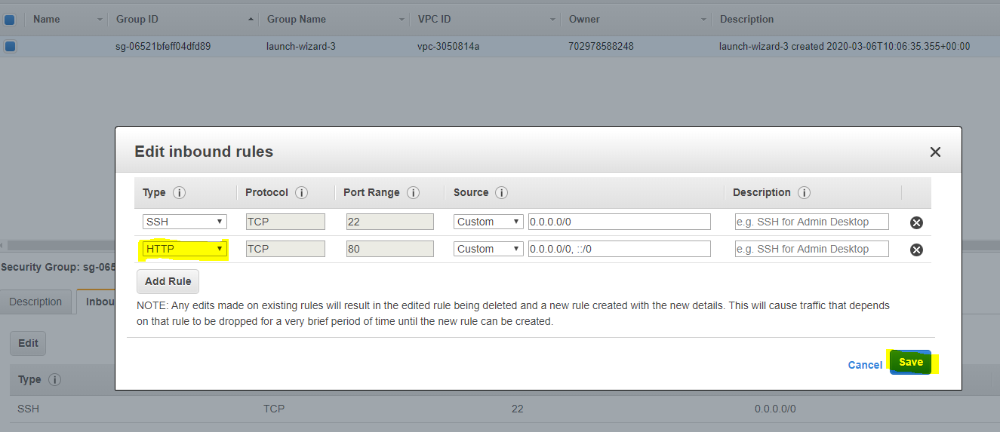 Name Group ID Group Name VPC ID Owner Description
sg-06521bfeff04dfd89 launch-wizard-3 vpc-3050814a 702978588248 launch-wizard-3 created 2020-03-06T10:06:35.355+00:00
Edit inbound rules
Type Protocol Port Range Source Description
SSH TCP 22 Custom 0.0.0.0/0 e.g. SSH for Admin Desktop
HTTP TCP 80 Custom 0.0.0.0/0, ::/0 e.g. SSH for Admin Desktop
Add Rule
NOTE: Any edits made on existing rules will result in the edited rule being deleted and a new rule created with the new details. This will cause traffic that depends
on that rule to be dropped for a very brief period of time until the new rule can be created.
Cancel Save
Security Group: sg-065
Description Inbou
Edit
Type
SSH TCP 22 0.0.0.0/0